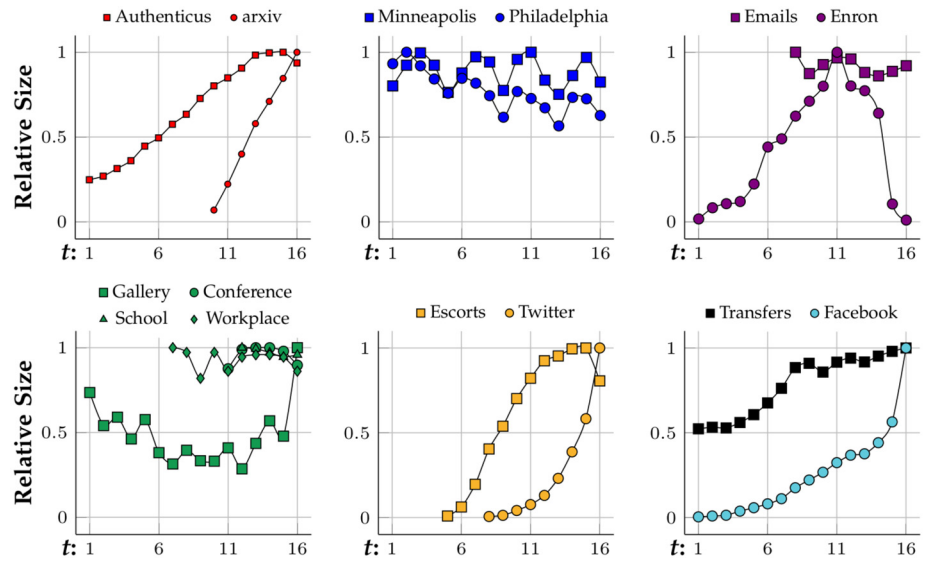 Authenticus arxiv
Minneapolis Philadelphia
Emails Enron
Relative Size
1
0.5
0
t: 1 6 11 16
1
0.5
0
t: 1 6 11 16
1
0.5
0
t: 1 6 11 16
Gallery Conference
School Workplace
Escorts Twitter
Transfers Facebook
Relative Size
1
0.5
0
t: 1 6 11 16
1
0.5
0
t: 1 6 11 16
1
0.5
0
t: 1 6 11 16